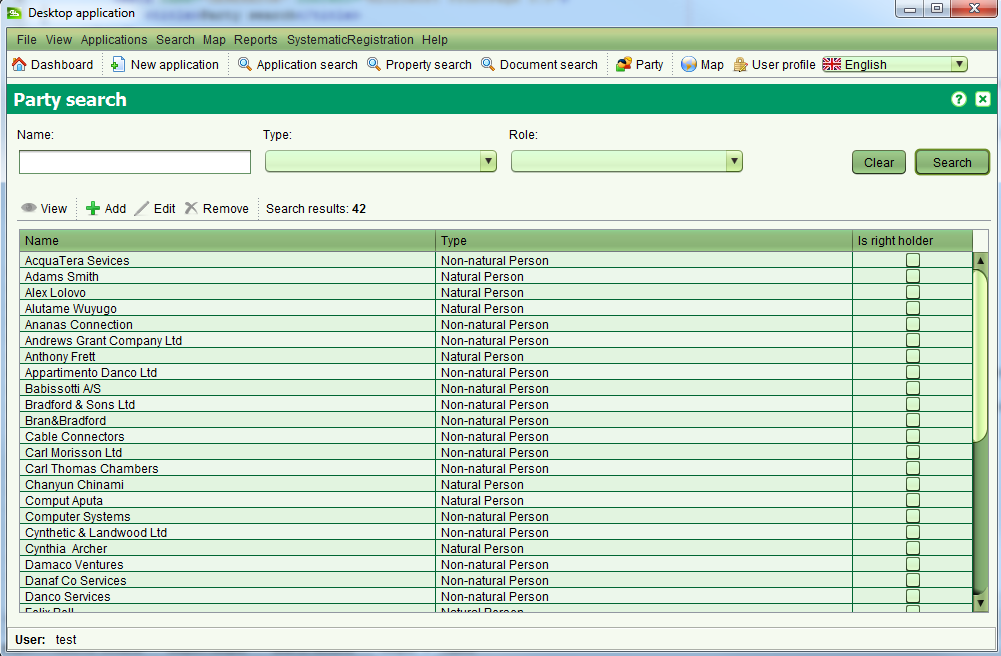 Desktop application
File View Applications Search Map Reports SystematicRegistration Help
Dashboard New application Application search Property search Document search Party Map User profile English
Party search
Name: Type: Role:
Clear Search
View Add Edit Remove Search results: 42
Name Type Is right holder
AcquaTera Sevices Non-natural Person
Adams Smith Natural Person
Alex Lolovo Natural Person
Alutame Wuyugo Natural Person
Ananas Connection Non-natural Person
Andrews Grant Company Ltd Non-natural Person
Anthony Frett Natural Person
Appartimento Danco Ltd Non-natural Person
Babissotti A/S Non-natural Person
Bradford & Sons Ltd Non-natural Person
Bran&Bradford Non-natural Person
Cable Connectors Non-natural Person
Carl Morisson Ltd Non-natural Person
Carl Thomas Chambers Non-natural Person
Chanyun Chinami Natural Person
Comput Aputa Natural Person
Computer Systems Non-natural Person
Cynthetic & Landwood Ltd Non-natural Person
Cynthia Archer Natural Person
Damaco Ventures Non-natural Person
Danaf Co Services Non-natural Person
Danco Services Non-natural Person
Natural Person
User: test